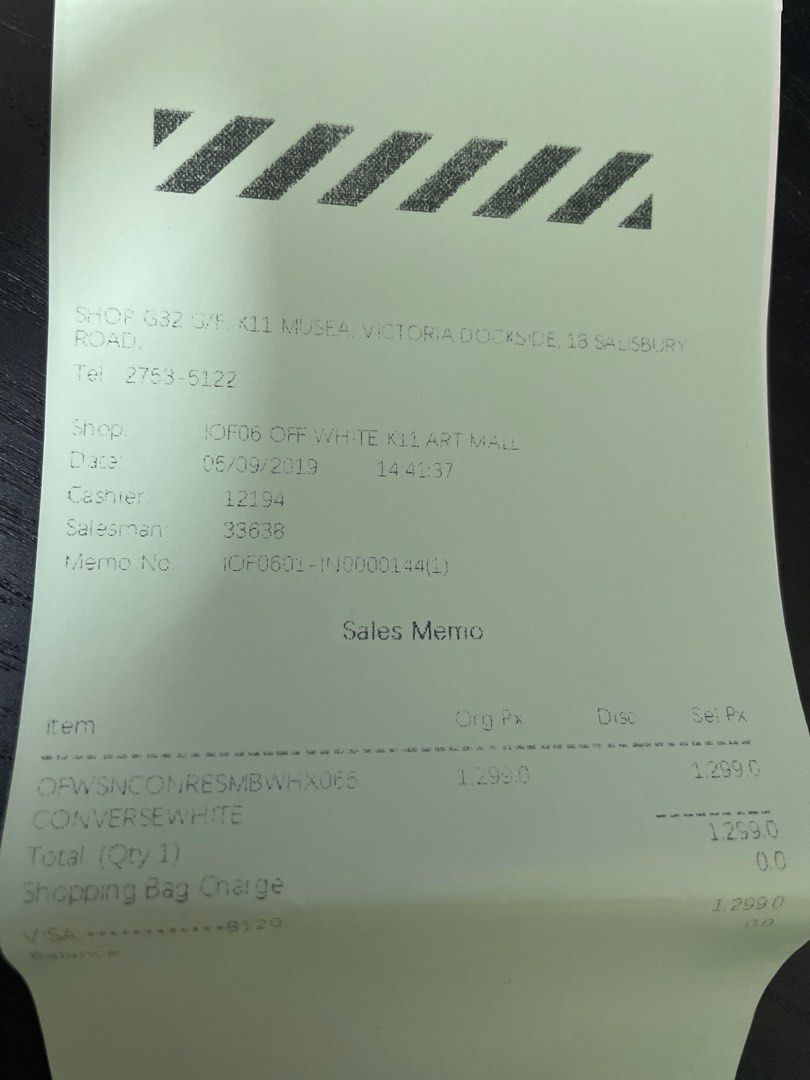 SHOP G32 G/F, K11 MUSEA, VICTORIA DOCKSIDE, 18 SALISBURY
ROAD,
Tel 2753-5122
Shop: IOF06 OFF WHITE K11 ART MALL
Date: 05/09/2019 14:41:37
Cashier: 12194
Salesman: 33638
Memo No. IOF0601-IN0000144(1)
Sales Memo
Item Org Px Disc Sel Px
OFWSNCONRESMBWHX065 1,299.0 1,299.0
CONVERSEWHITE
Total (Qty 1) 1,299.0
Shopping Bag Charge 0.0
VISA ************8120 1,299.0
Balance 0.0